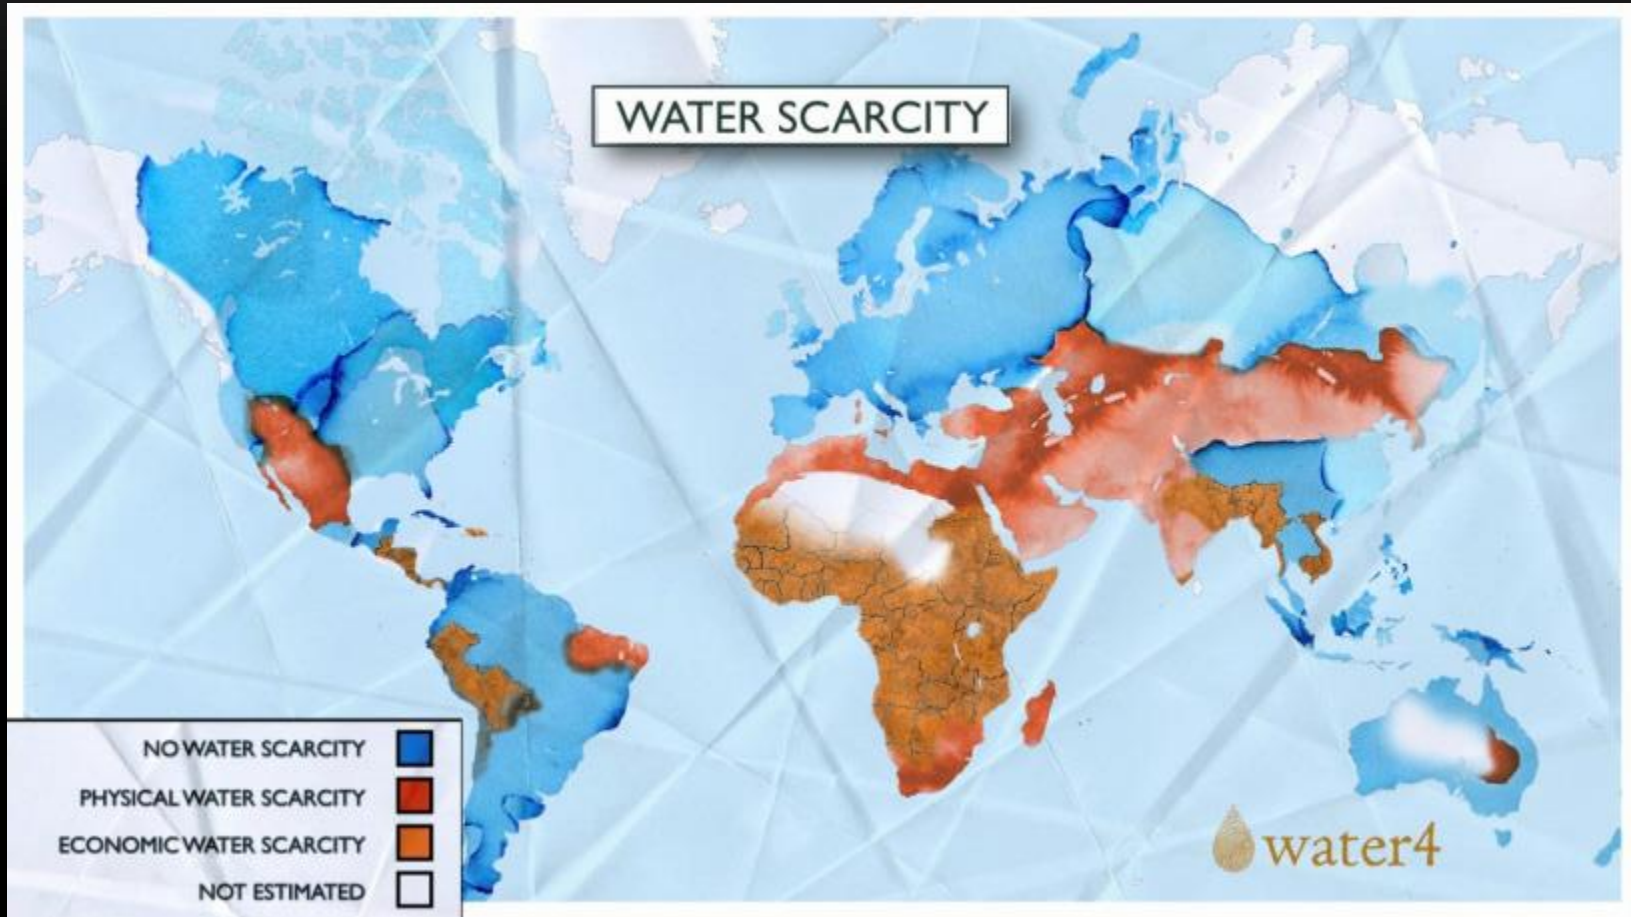 WATER SCARCITY
NO WATER SCARCITY
PHYSICAL WATER SCARCITY
ECONOMIC WATER SCARCITY
NOT ESTIMATED
water4